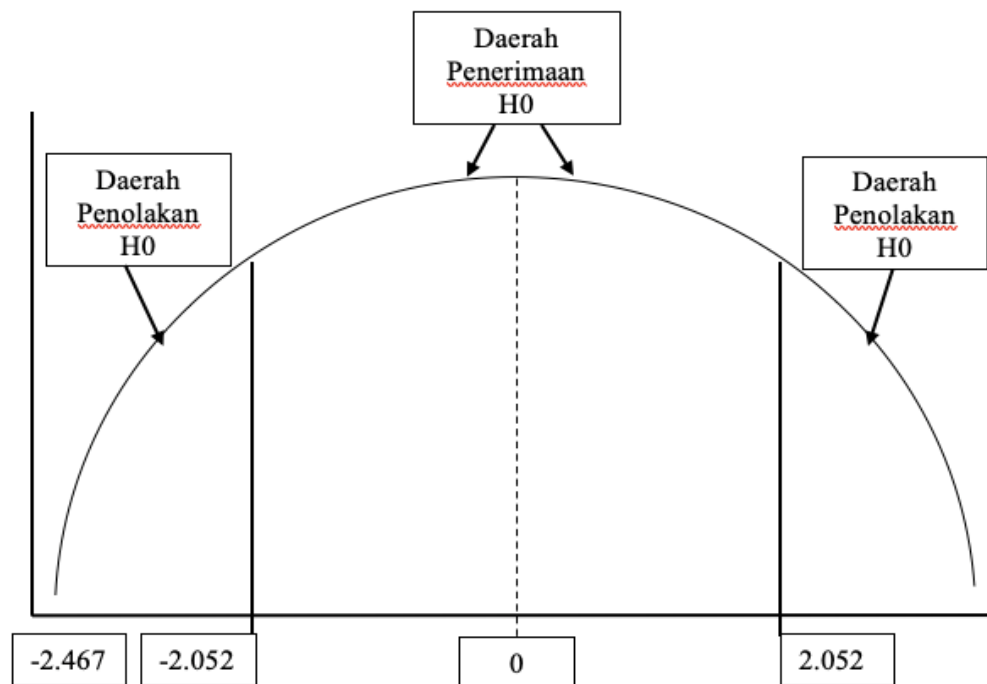 Daerah
Penerimaan
H0
Daerah
Penolakan
H0
Daerah
Penolakan
H0
-2.467
-2.052
0
2.052